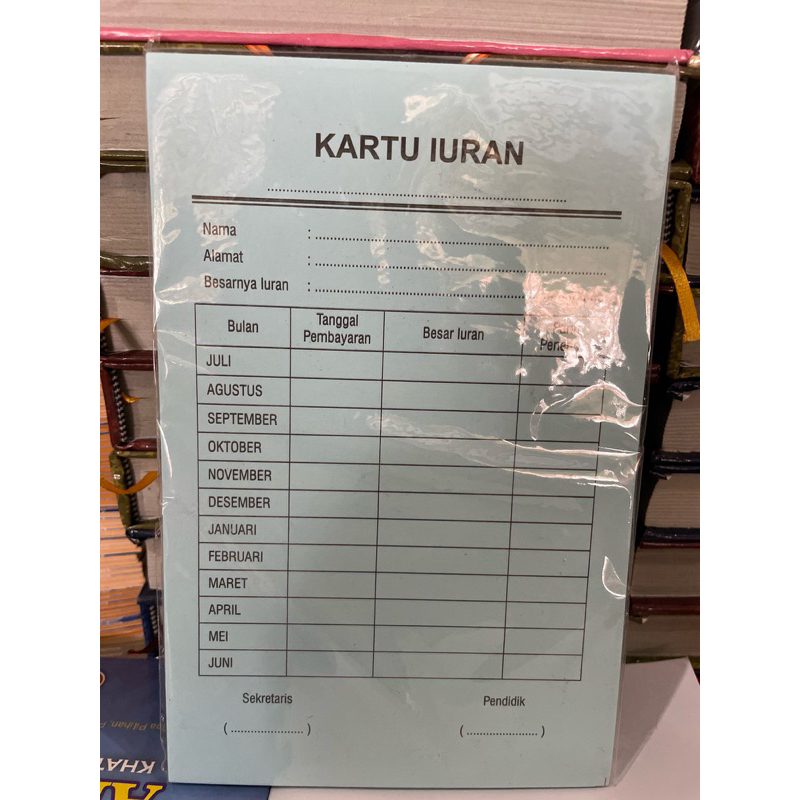 KARTU IURAN
Nama : 
Alamat : 
Besarnya Iuran : 
Bulan Tanggal Pembayaran Besar Iuran
JULI
AGUSTUS
SEPTEMBER
OKTOBER
NOVEMBER
DESEMBER
JANUARI
FEBRUARI
MARET
APRIL
MEI
JUNI
Sekretaris Pendidik
(........................) (........................)